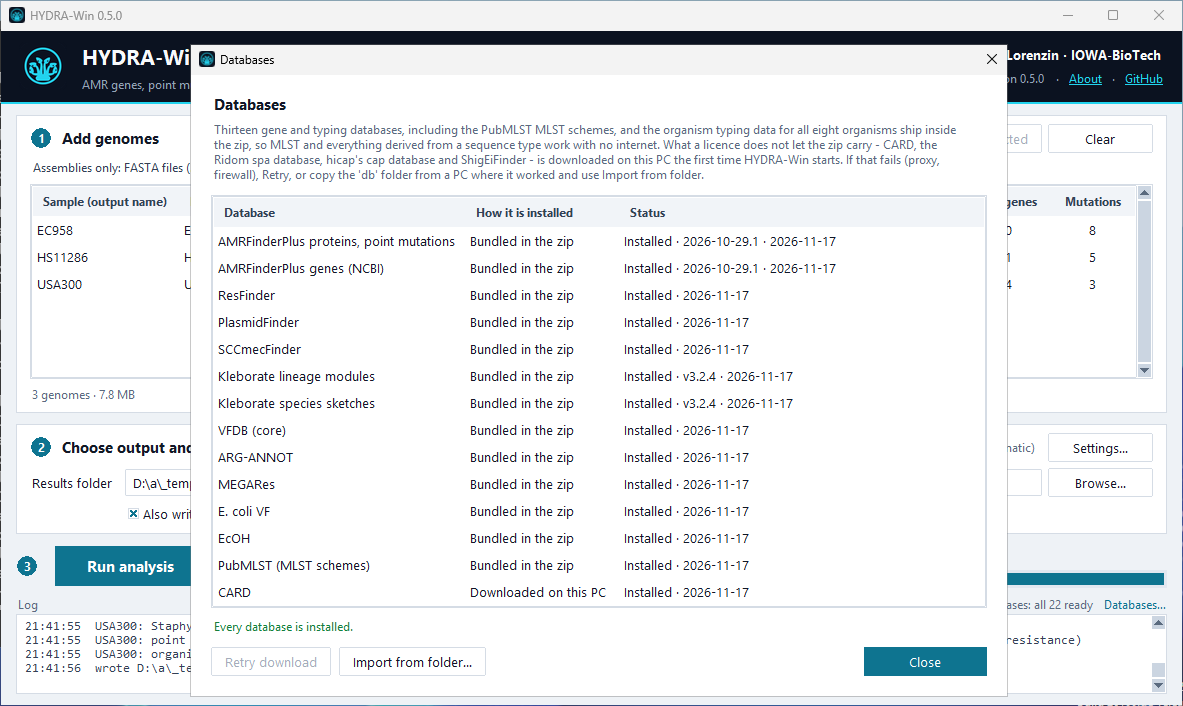 HYDRA-Win 0.5.0
HYDRA-Wi
AMR genes, point m
Lorenzin · IOWA-BioTech
on 0.5.0 · About · GitHub
1 Add genomes
Clear
Assemblies only: FASTA files (
Sample (output name)
genes Mutations
EC958 8
HS11286 5
USA300 3
3 genomes · 7.8 MB
2 Choose output and
Settings...
Results folder D:\a\_temp
Browse...
Also writ
3 Run analysis
Log
ases: all 22 ready Databases...
21:41:55 USA300: Staphy
21:41:55 USA300: point
resistance)
21:41:55 USA300: organi
21:41:56 wrote D:\a\_te
Databases
Databases
Thirteen gene and typing databases, including the PubMLST MLST schemes, and the organism typing data for all eight organisms ship inside
the zip, so MLST and everything derived from a sequence type work with no internet. What a licence does not let the zip carry - CARD, the
Ridom spa database, hicap's cap database and ShigEiFinder - is downloaded on this PC the first time HYDRA-Win starts. If that fails (proxy,
firewall), Retry, or copy the 'db' folder from a PC where it worked and use Import from folder.
Database How it is installed Status
AMRFinderPlus proteins, point mutations Bundled in the zip Installed · 2026-10-29.1 · 2026-11-17
AMRFinderPlus genes (NCBI) Bundled in the zip Installed · 2026-10-29.1 · 2026-11-17
ResFinder Bundled in the zip Installed · 2026-11-17
PlasmidFinder Bundled in the zip Installed · 2026-11-17
SCCmecFinder Bundled in the zip Installed · 2026-11-17
Kleborate lineage modules Bundled in the zip Installed · v3.2.4 · 2026-11-17
Kleborate species sketches Bundled in the zip Installed · v3.2.4 · 2026-11-17
VFDB (core) Bundled in the zip Installed · 2026-11-17
ARG-ANNOT Bundled in the zip Installed · 2026-11-17
MEGARes Bundled in the zip Installed · 2026-11-17
E. coli VF Bundled in the zip Installed · 2026-11-17
EcOH Bundled in the zip Installed · 2026-11-17
PubMLST (MLST schemes) Bundled in the zip Installed · 2026-11-17
CARD Downloaded on this PC Installed · 2026-11-17
Every database is installed.
Retry download Import from folder... Close